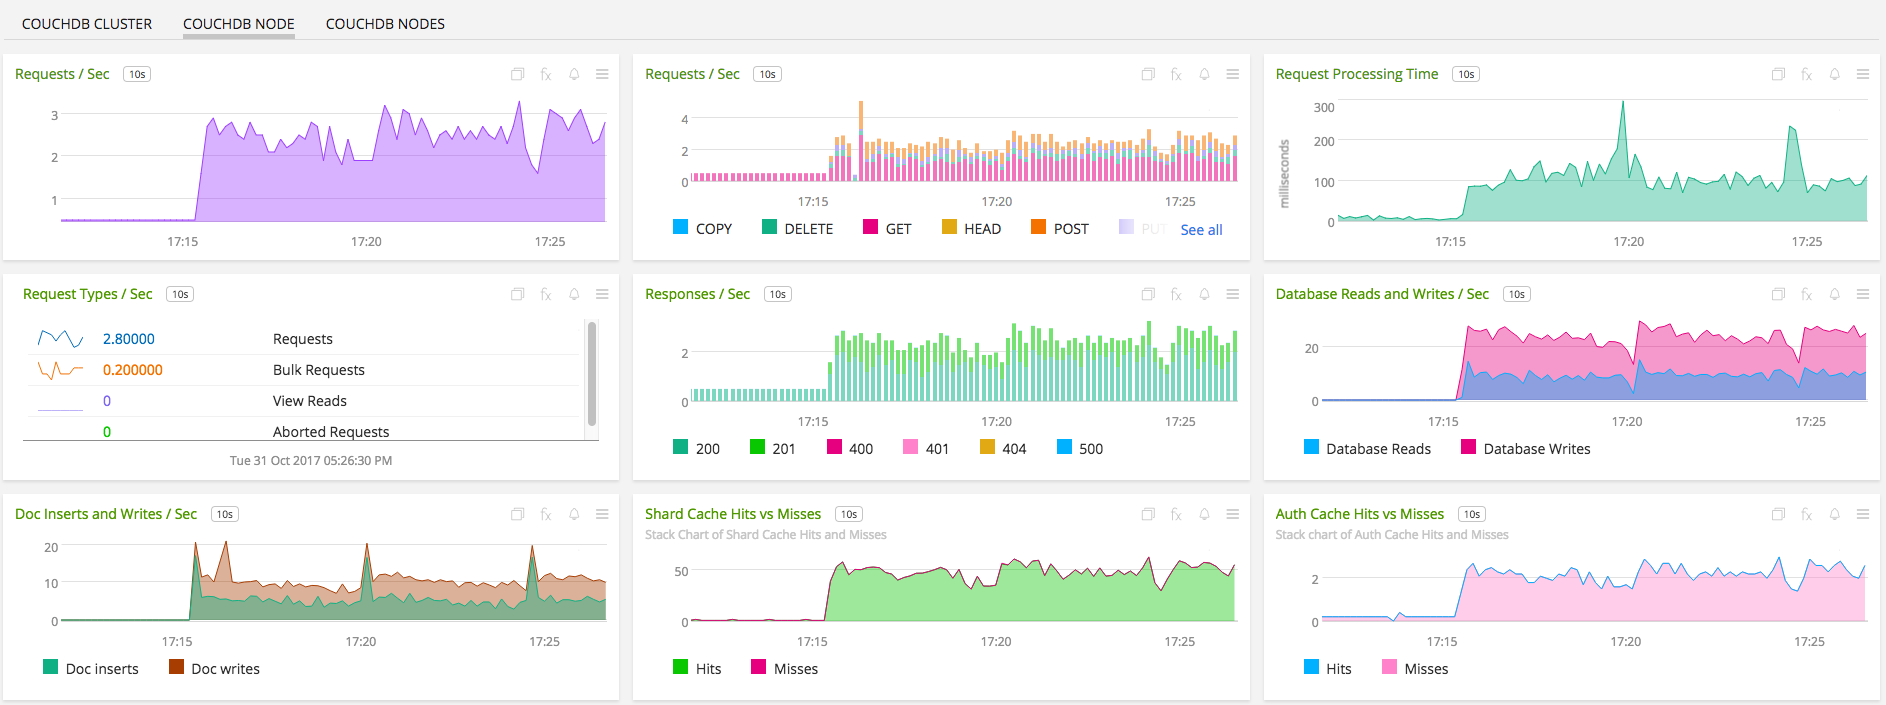 COUCHDB CLUSTER COUCHDB NODE COUCHDB NODES
Requests / Sec 10s fx
3
2
1
17:15 17:20 17:25
Requests / Sec 10s fx
4
2
0
17:15 17:20 17:25
COPY DELETE GET HEAD POST PUT See all
Request Processing Time 10s fx
milliseconds
300
200
100
0
17:15 17:20 17:25
Request Types / Sec 10s fx
2.80000 Requests
0.200000 Bulk Requests
0 View Reads
0 Aborted Requests
Tue 31 Oct 2017 05:26:30 PM
Responses / Sec 10s fx
2
0
17:15 17:20 17:25
200 201 400 401 404 500
Database Reads and Writes / Sec 10s fx
20
0
17:15 17:20 17:25
Database Reads Database Writes
Doc Inserts and Writes / Sec 10s fx
20
10
0
17:15 17:20 17:25
Doc inserts Doc writes
Shard Cache Hits vs Misses 10s fx
Stack Chart of Shard Cache Hits and Misses
50
0
17:15 17:20 17:25
Hits Misses
Auth Cache Hits vs Misses 10s fx
Stack chart of Auth Cache Hits and Misses
2
0
17:15 17:20 17:25
Hits Misses